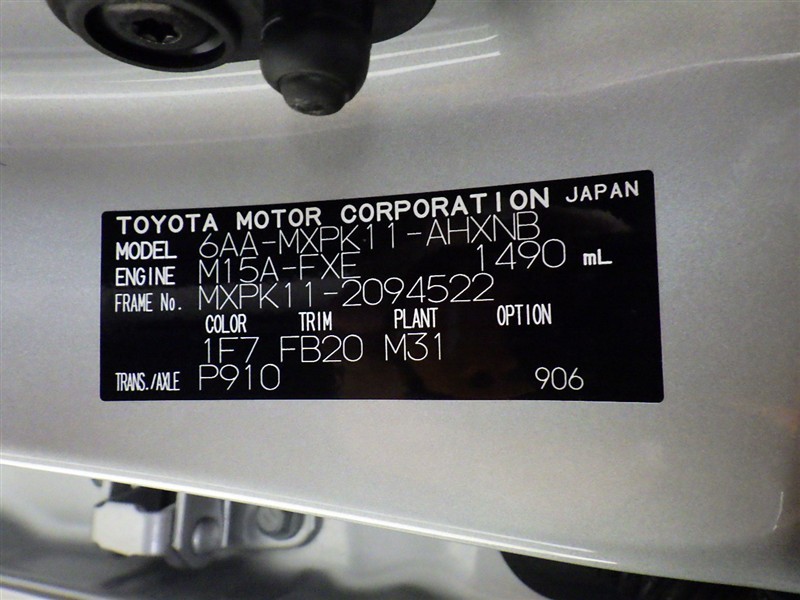 TOYOTA MOTOR CORPORATION JAPAN
MODEL 6AA-MXPK11-AHXNB
ENGINE M15A-FXE 1490 mL
FRAME No. MXPK11-2094522
COLOR TRIM PLANT OPTION
1F7 FB20 M31
TRANS./AXLE P910 906